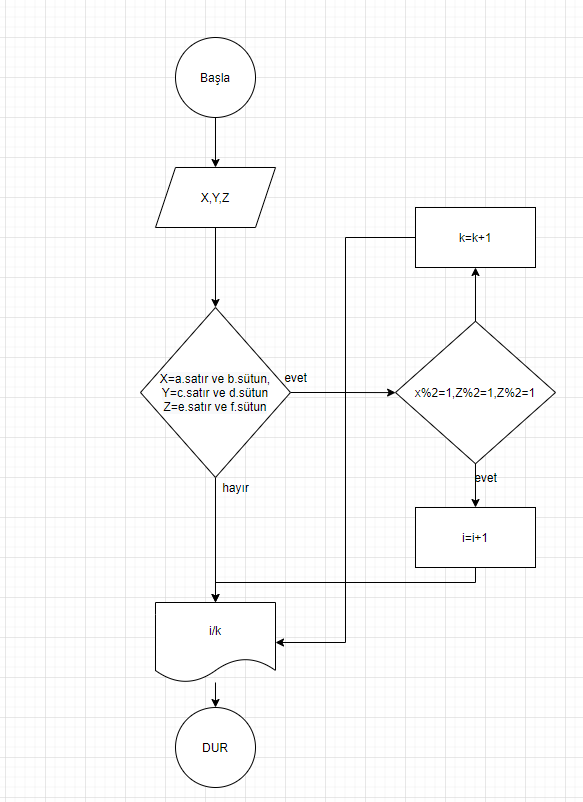 Başla
X,Y,Z
k=k+1
X=a.satır ve b.sütun,
Y=c.satır ve d.sütun
Z=e.satır ve f.sütun
evet
x%2=1,Z%2=1,Z%2=1
evet
hayır
i=i+1
i/k
DUR